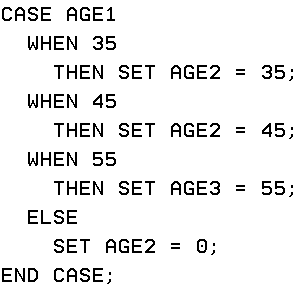 CASE AGE1
  WHEN 35
    THEN SET AGE2 = 35;
  WHEN 45
    THEN SET AGE2 = 45;
  WHEN 55
    THEN SET AGE3 = 55;
  ELSE
    SET AGE2 = 0;
END CASE;